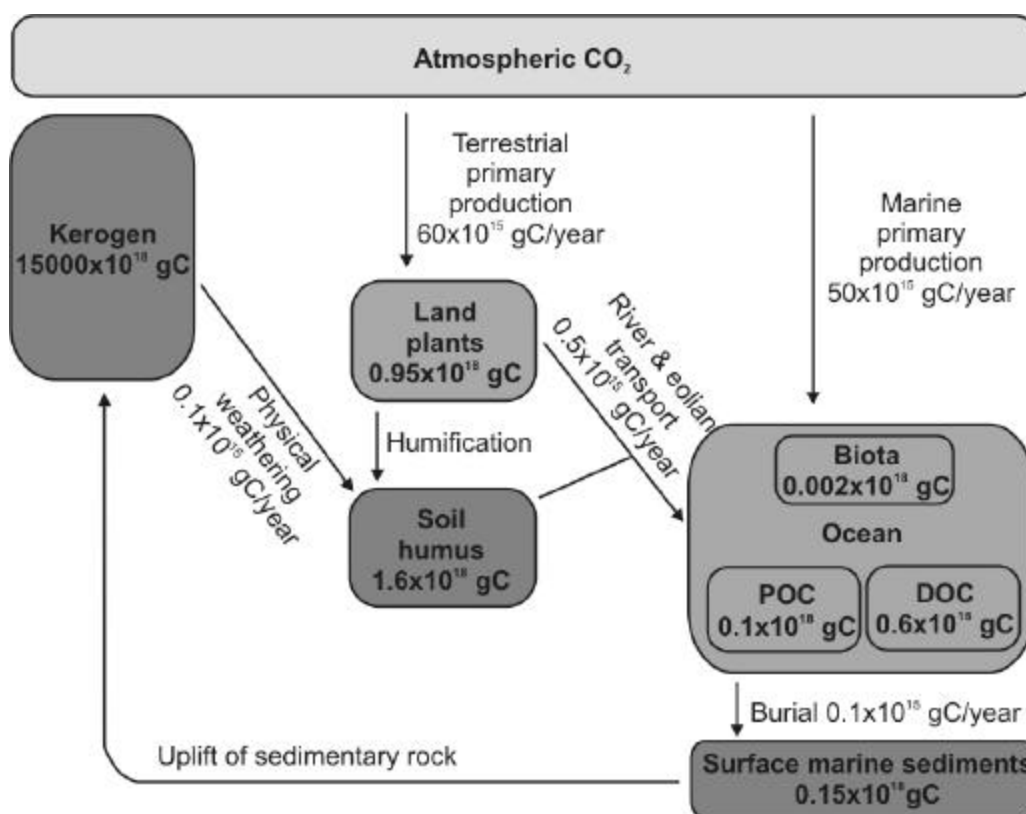 Atmospheric CO₂
Kerogen
15000x10¹⁸ gC
Terrestrial
primary
production
60x10¹⁵ gC/year
Marine
primary
production
50x10¹⁵ gC/year
Land
plants
0.95x10¹⁸ gC
River & eolian
transport
0.5x10¹⁵ gC/year
Physical
weathering
0.1x10¹⁵ gC/year
Humification
Soil
humus
1.6x10¹⁸ gC
Biota
0.002x10¹⁸ gC
Ocean
POC
0.1x10¹⁸ gC
DOC
0.6x10¹⁸ gC
Burial 0.1x10¹⁵ gC/year
Uplift of sedimentary rock
Surface marine sediments
0.15x10¹⁸gC